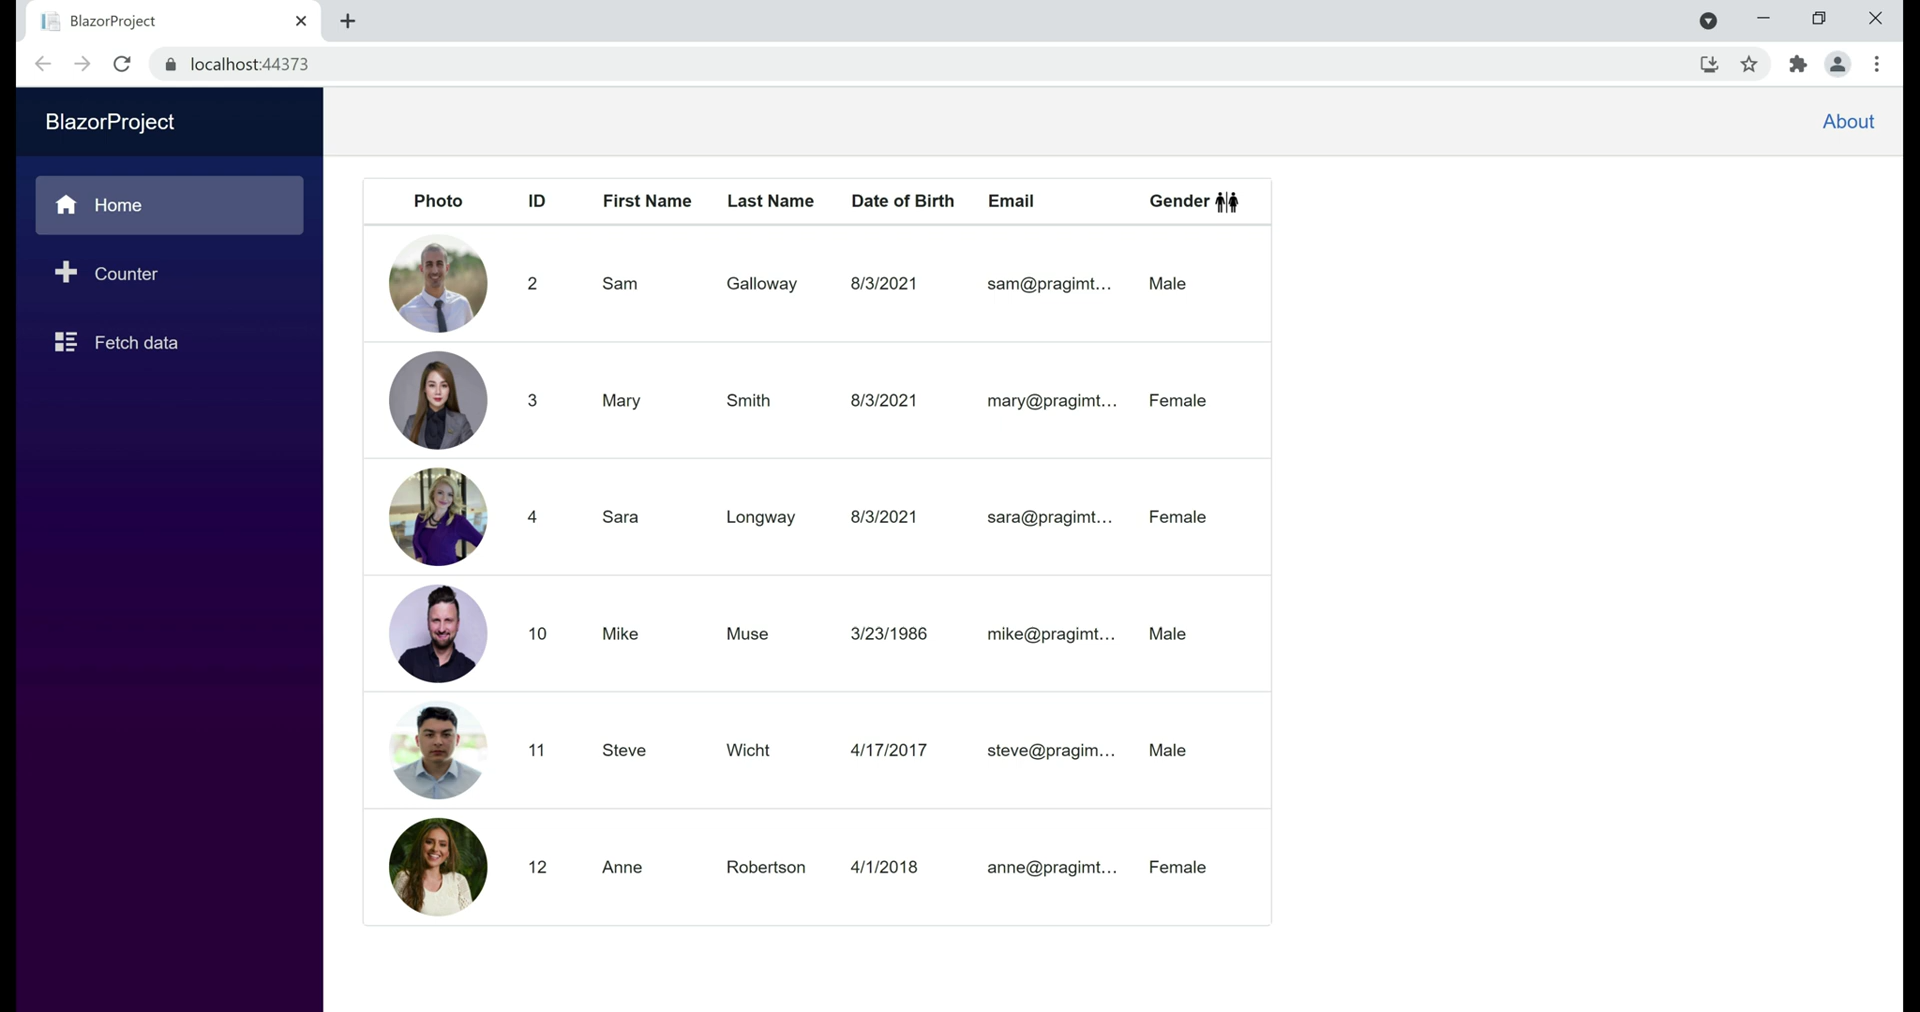 BlazorProject
localhost:44373
BlazorProject
About
Home
Counter
Fetch data
Photo ID First Name Last Name Date of Birth Email Gender
2 Sam Galloway 8/3/2021 sam@pragimt... Male
3 Mary Smith 8/3/2021 mary@pragimt... Female
4 Sara Longway 8/3/2021 sara@pragimt... Female
10 Mike Muse 3/23/1986 mike@pragimt... Male
11 Steve Wicht 4/17/2017 steve@pragim... Male
12 Anne Robertson 4/1/2018 anne@pragimt... Female